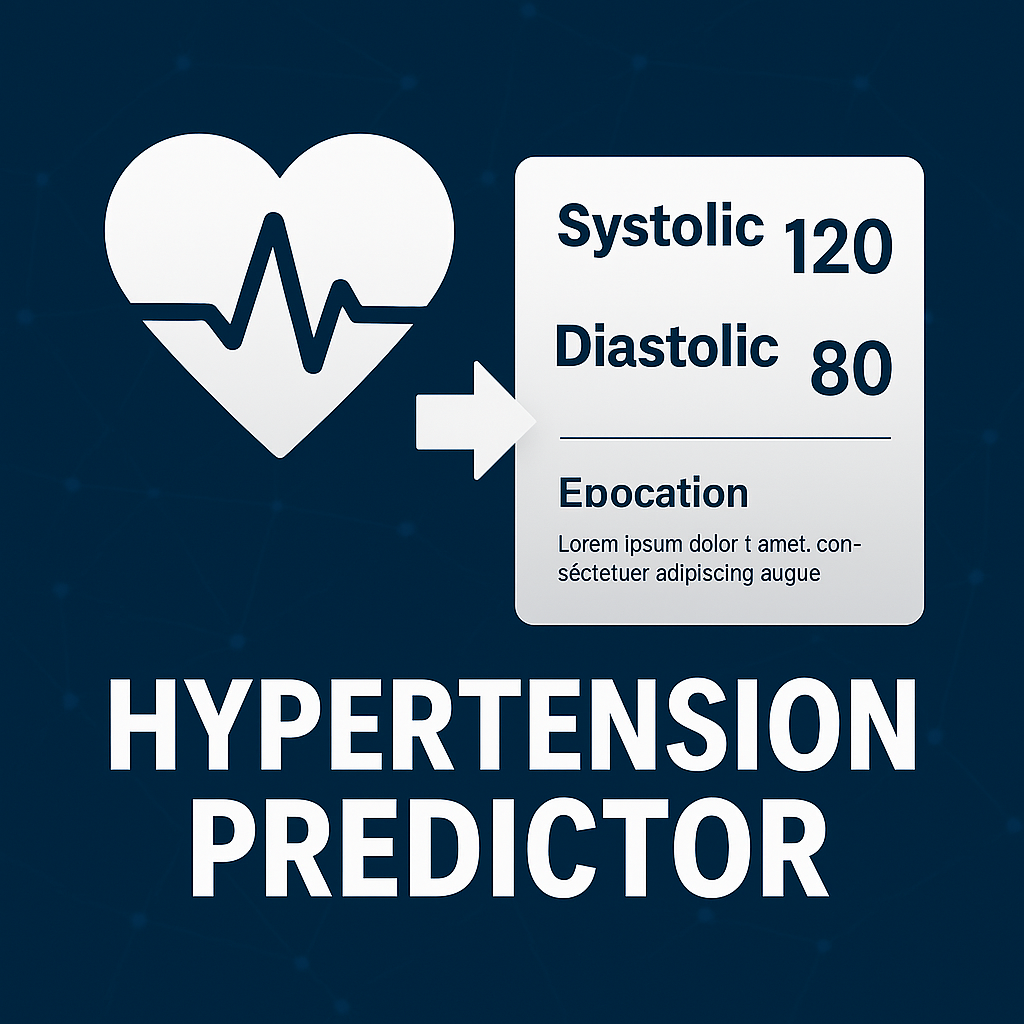 Systolic 120
Diastolic 80
Epocation
Lorem ipsum dolor t amet. con-
séctetuer adipiscing augue
HYPERTENSION
PREDICTOR